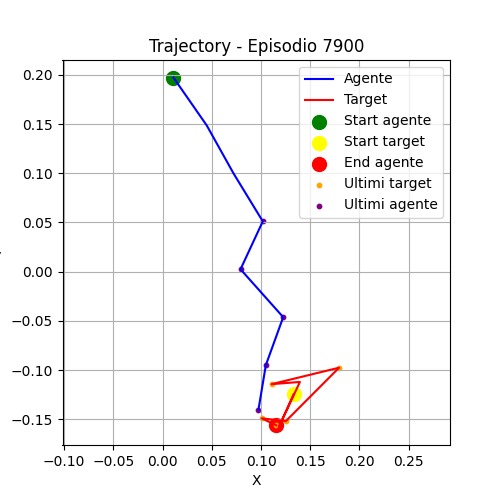 Trajectory - Episodio 7900
Agente
Target
Start agente
Start target
End agente
Ultimi target
Ultimi agente
0.20
0.15
0.10
0.05
0.00
−0.05
−0.10
−0.15
−0.10
−0.05
0.00
0.05
0.10
0.15
0.20
0.25
X